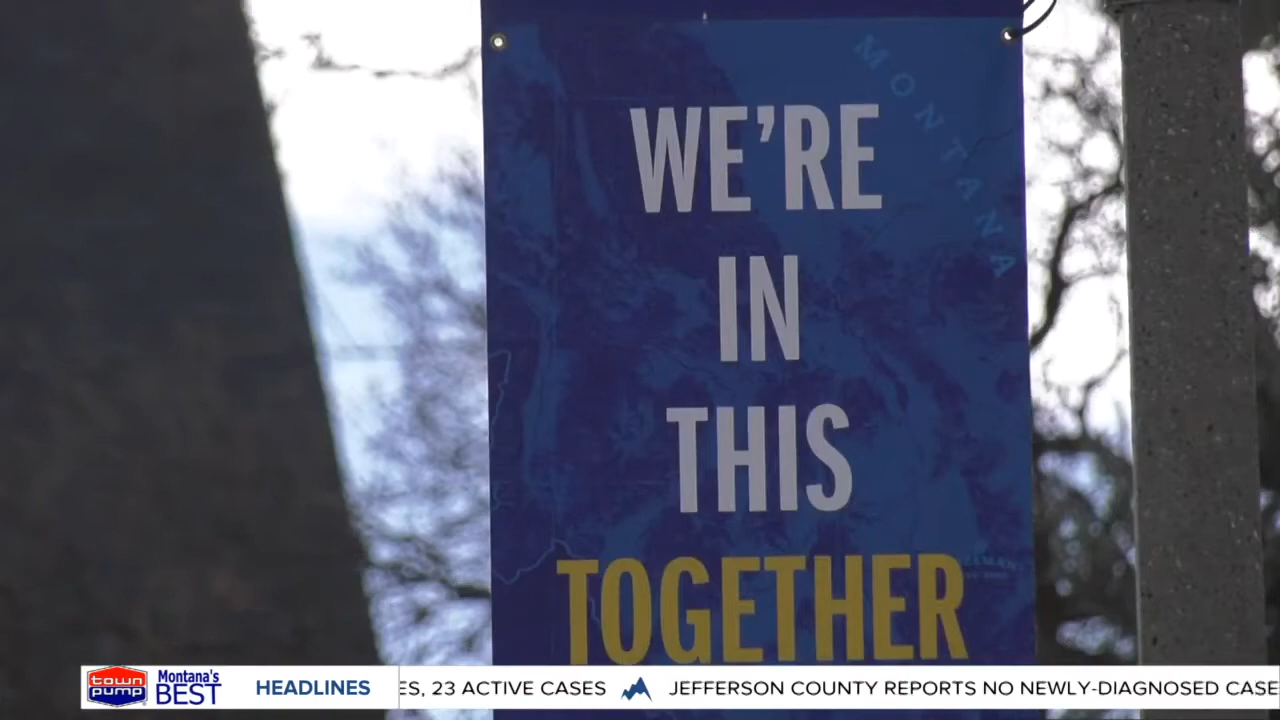 MONTANA
WE'RE
IN
THIS
TOGETHER
town
pump
Montana's
BEST
HEADLINES
ES, 23 ACTIVE CASES
JEFFERSON COUNTY REPORTS NO NEWLY-DIAGNOSED CASE